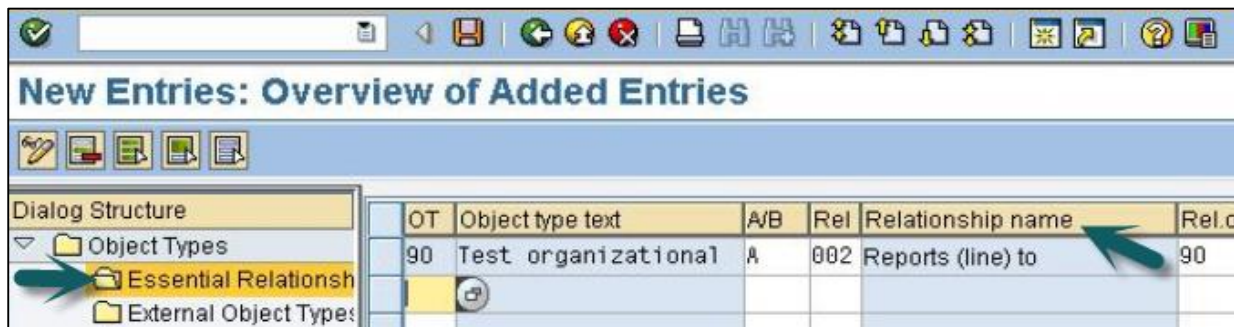 New Entries: Overview of Added Entries
Dialog Structure
Object Types
Essential Relationsh
External Object Types
OT Object type text A/B Rel Relationship name Rel.o
90 Test organizational A 002 Reports (line) to 90